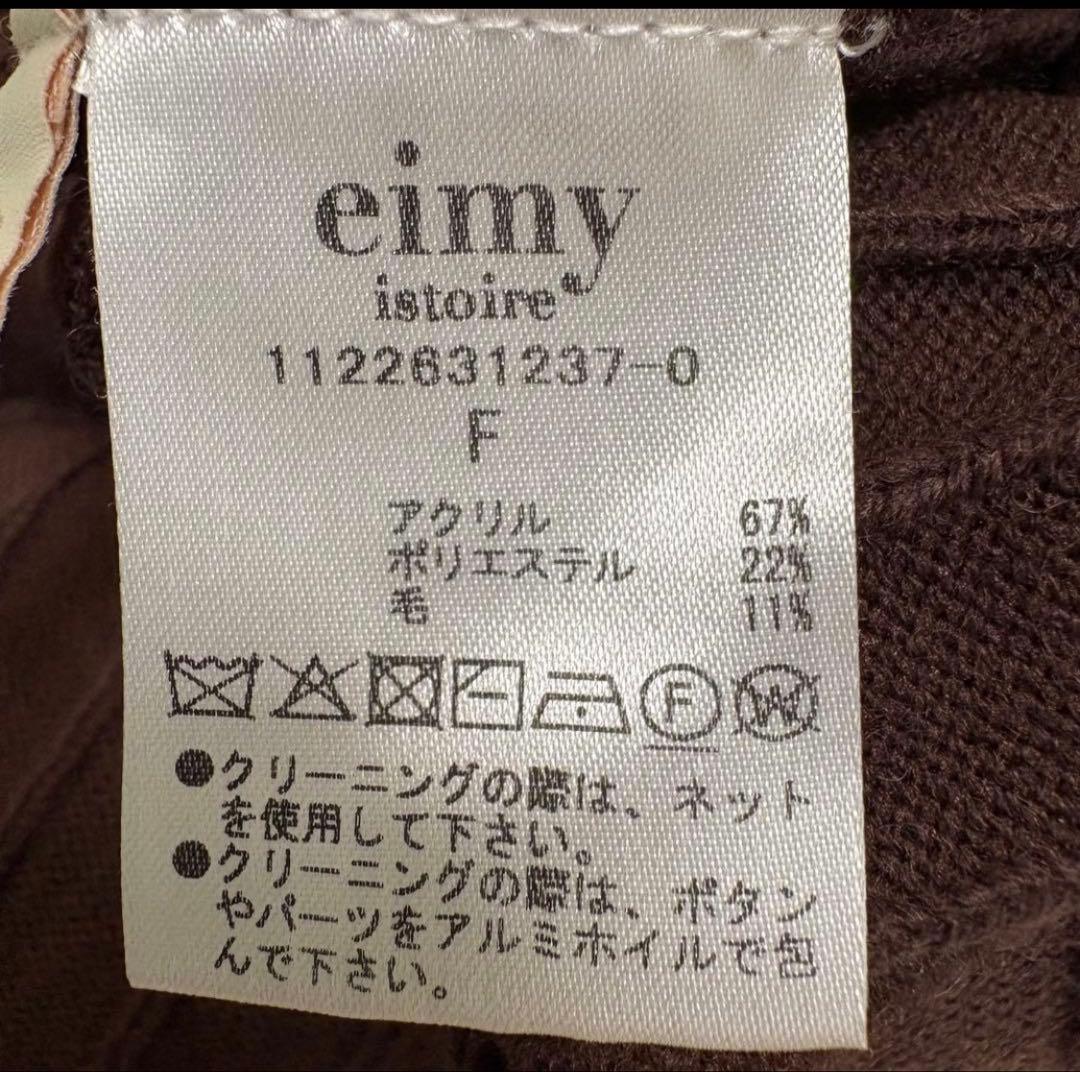 eimy
istoire
1122631237-0
F
アクリル 67%
ポリエステル 22%
毛 11%
F W
●クリーニングの際は、ネット
を使用して下さい。
●クリーニングの際は、ボタン
やパーツをアルミホイルで包
んで下さい。